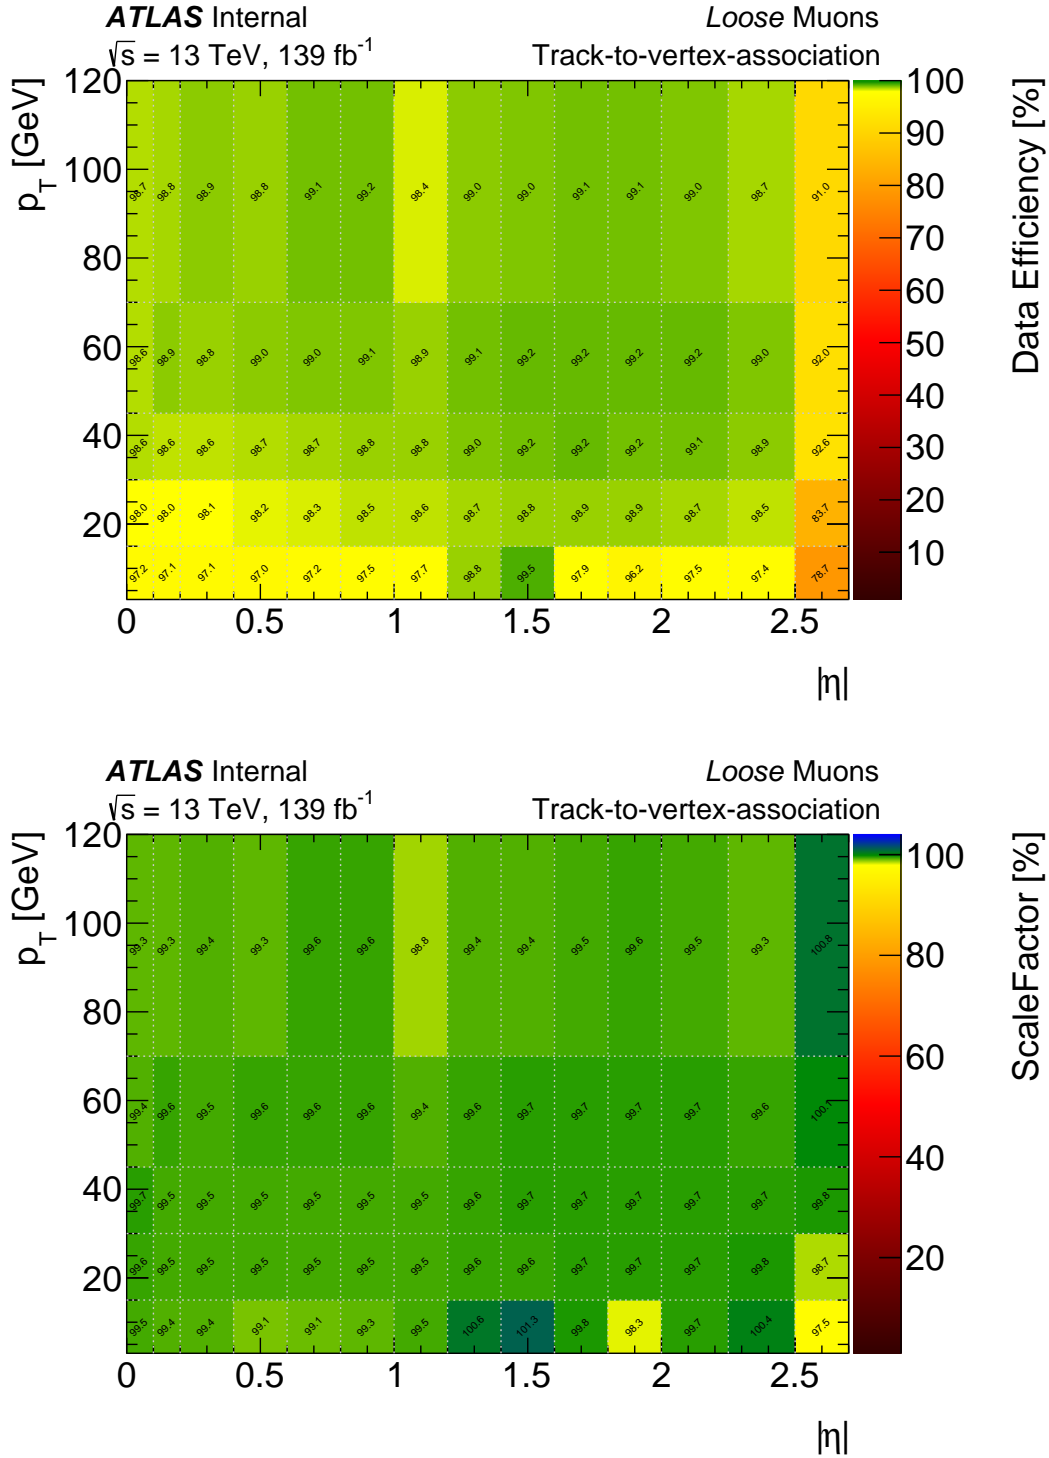 ATLAS Internal
Loose Muons
√s = 13 TeV, 139 fb⁻¹
Track-to-vertex-association
p_T [GeV]
120
100
80
60
40
20
98.7 98.8 98.9 98.8 99.1 99.2 98.4 99.0 99.0 99.1 99.1 99.0 98.7 91.0
98.6 98.9 98.8 99.0 99.0 99.1 98.9 99.1 99.2 99.2 99.2 99.2 99.0 92.0
98.6 98.6 98.6 98.7 98.7 98.8 98.8 99.0 99.2 99.2 99.2 99.1 98.9 92.6
98.0 98.0 98.1 98.2 98.3 98.5 98.6 98.7 98.8 98.9 98.9 98.7 98.5 83.7
97.2 97.1 97.1 97.0 97.2 97.5 97.7 98.8 99.5 97.9 96.2 97.5 97.4 78.7
0 0.5 1 1.5 2 2.5
|η|
100
90
80
70
60
50
40
30
20
10
Data Efficiency [%]
ATLAS Internal
Loose Muons
√s = 13 TeV, 139 fb⁻¹
Track-to-vertex-association
p_T [GeV]
120
100
80
60
40
20
99.3 99.3 99.4 99.3 99.6 99.6 98.8 99.4 99.4 99.5 99.6 99.5 99.3 100.8
99.4 99.6 99.5 99.6 99.6 99.6 99.4 99.6 99.7 99.7 99.7 99.7 99.6 100.1
99.7 99.5 99.5 99.5 99.5 99.5 99.5 99.6 99.7 99.7 99.7 99.7 99.7 99.8
99.6 99.5 99.5 99.5 99.5 99.5 99.5 99.6 99.6 99.7 99.7 99.7 99.8 98.7
99.5 99.4 99.4 99.1 99.1 99.3 99.5 100.6 101.3 99.8 98.3 99.7 100.4 97.5
0 0.5 1 1.5 2 2.5
|η|
100
80
60
40
20
ScaleFactor [%]